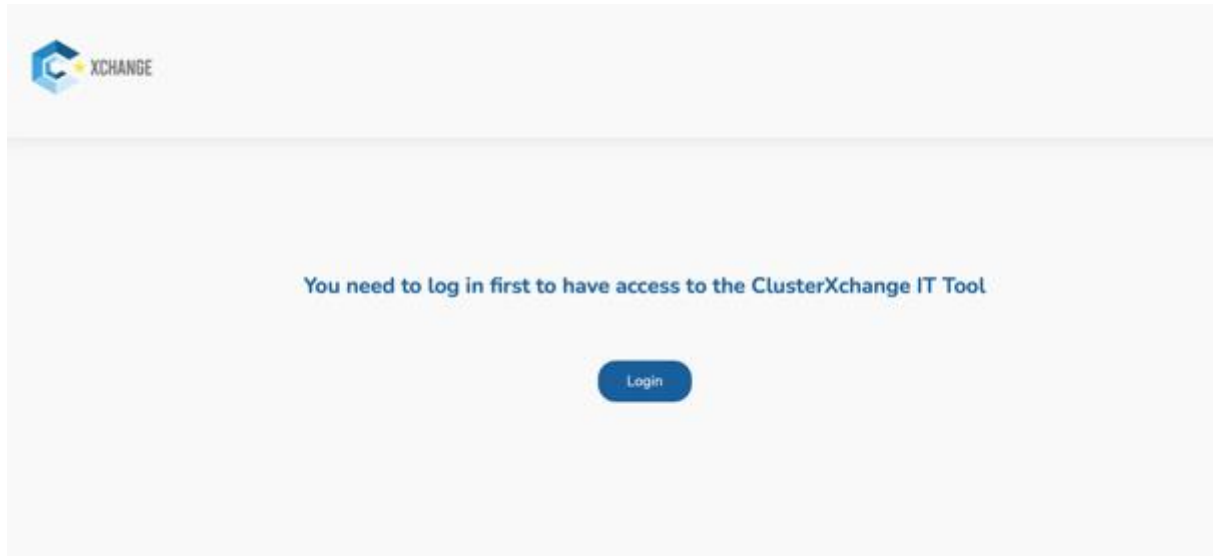 XCHANGE
You need to log in first to have access to the ClusterXchange IT Tool
Login